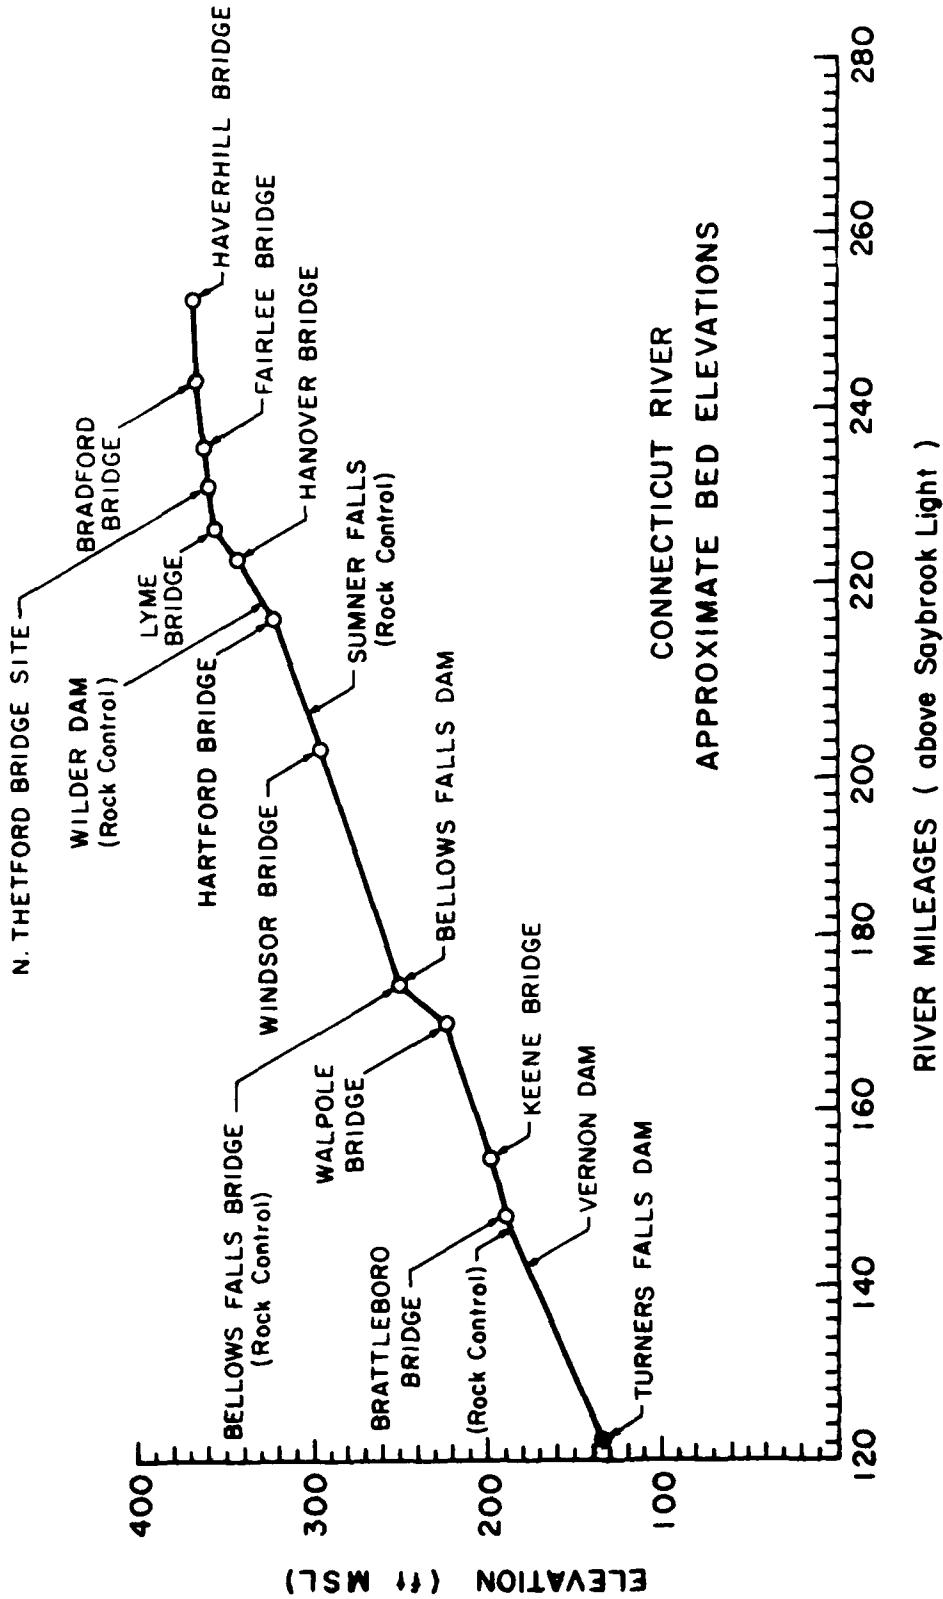 N. THETFORD BRIDGE SITE
BRADFORD
BRIDGE
HAVERHILL BRIDGE
WILDER DAM
(Rock Control)
LYME
BRIDGE
FAIRLEE BRIDGE
HARTFORD BRIDGE
HANOVER BRIDGE
WINDSOR BRIDGE
SUMNER FALLS
(Rock Control)
BELLOWS FALLS BRIDGE
(Rock Control)
WALPOLE
BRIDGE
BELLOWS FALLS DAM
BRATTLEBORO
BRIDGE
(Rock Control)
KEENE BRIDGE
VERNON DAM
TURNERS FALLS DAM
CONNECTICUT RIVER
APPROXIMATE BED ELEVATIONS
400
300
200
100
ELEVATION (ft MSL)
120
140
160
180
200
220
240
260
280
RIVER MILEAGES (above Saybrook Light)